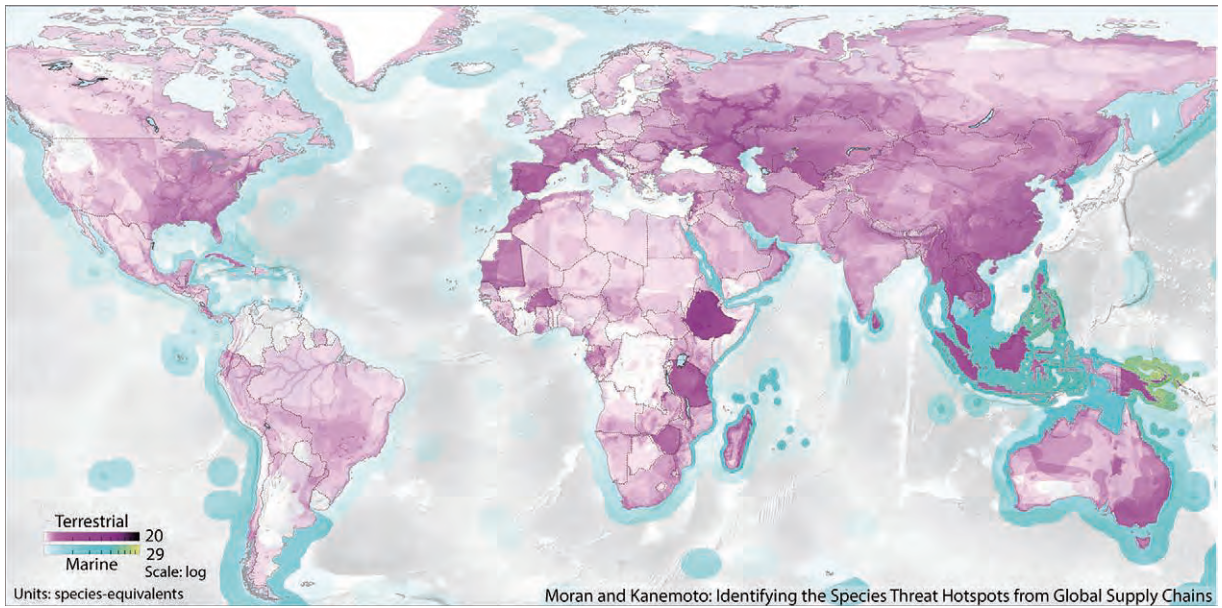 Terrestrial
20
29
Marine
Scale: log
Units: species-equivalents
Moran and Kanemoto: Identifying the Species Threat Hotspots from Global Supply Chains